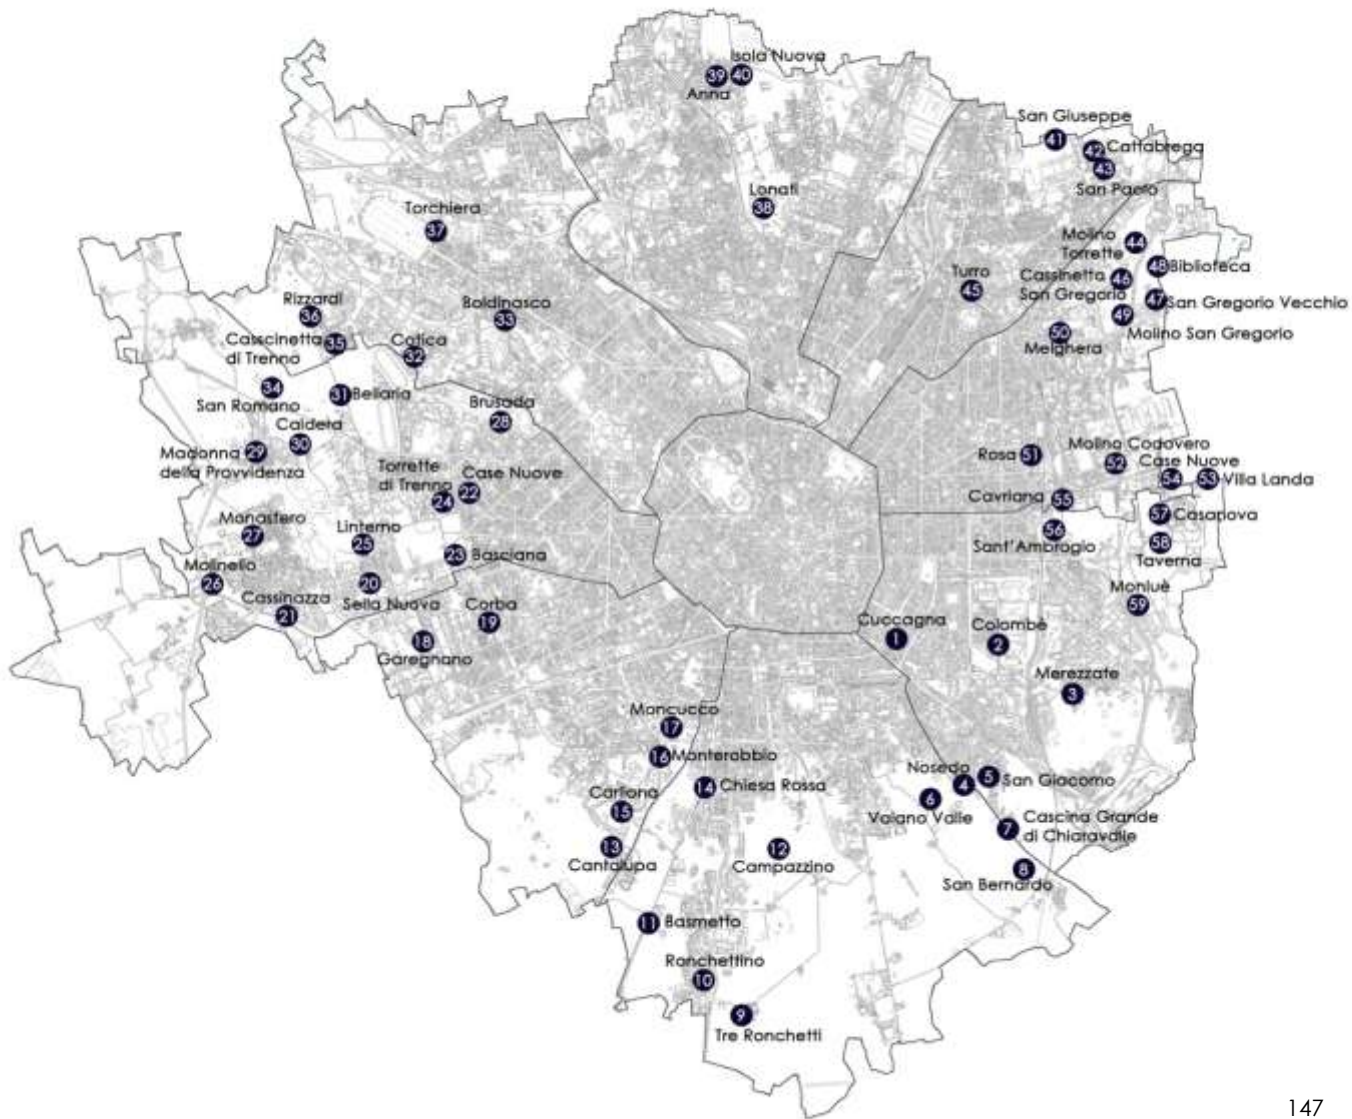 Isola Nuova
39 40
Anna
San Giuseppe
41
42 Cattabrega
43
San Paolo
Lonati
38
Torchiera
37
Molino
Torrette 44
48 Biblioteca
Cassinetta 46
San Gregorio
47 San Gregorio Vecchio
49
Molino San Gregorio
Turro
45
50
Meighera
Rizzardi
36
Boldinasco
33
Casscinetta 35
di Trenno
Cotica
32
34
San Romano
31 Bellaria
Brusada
28
Caldera
30
Madonna 29
della Provvidenza
Torrette
di Trenno
24
Case Nuove
22
Rosa 51
Molino Codovero
52
Case Nuove
54 53 Villa Landa
Cavriana 55
56
Sant'Ambrogio
57 Casanova
58
Taverna
Monastero
27
Linterno
25
23 Basciana
Molinello
26
20
Sella Nuova
Cassinazza
21
Corba
19
18
Garegnano
Monluè
59
Cuccagna
1
Colombè
2
Merezzate
3
Moncucco
17
16 Monterobbio
14 Chiesa Rossa
Carliona
15
13
Cantalupa
12
Campazzino
Nosedo
4 5 San Giacomo
6
Vaiano Valle
7 Cascina Grande
di Chiaravalle
8
San Bernardo
11 Basmetto
Ronchettino
10
9
Tre Ronchetti
147